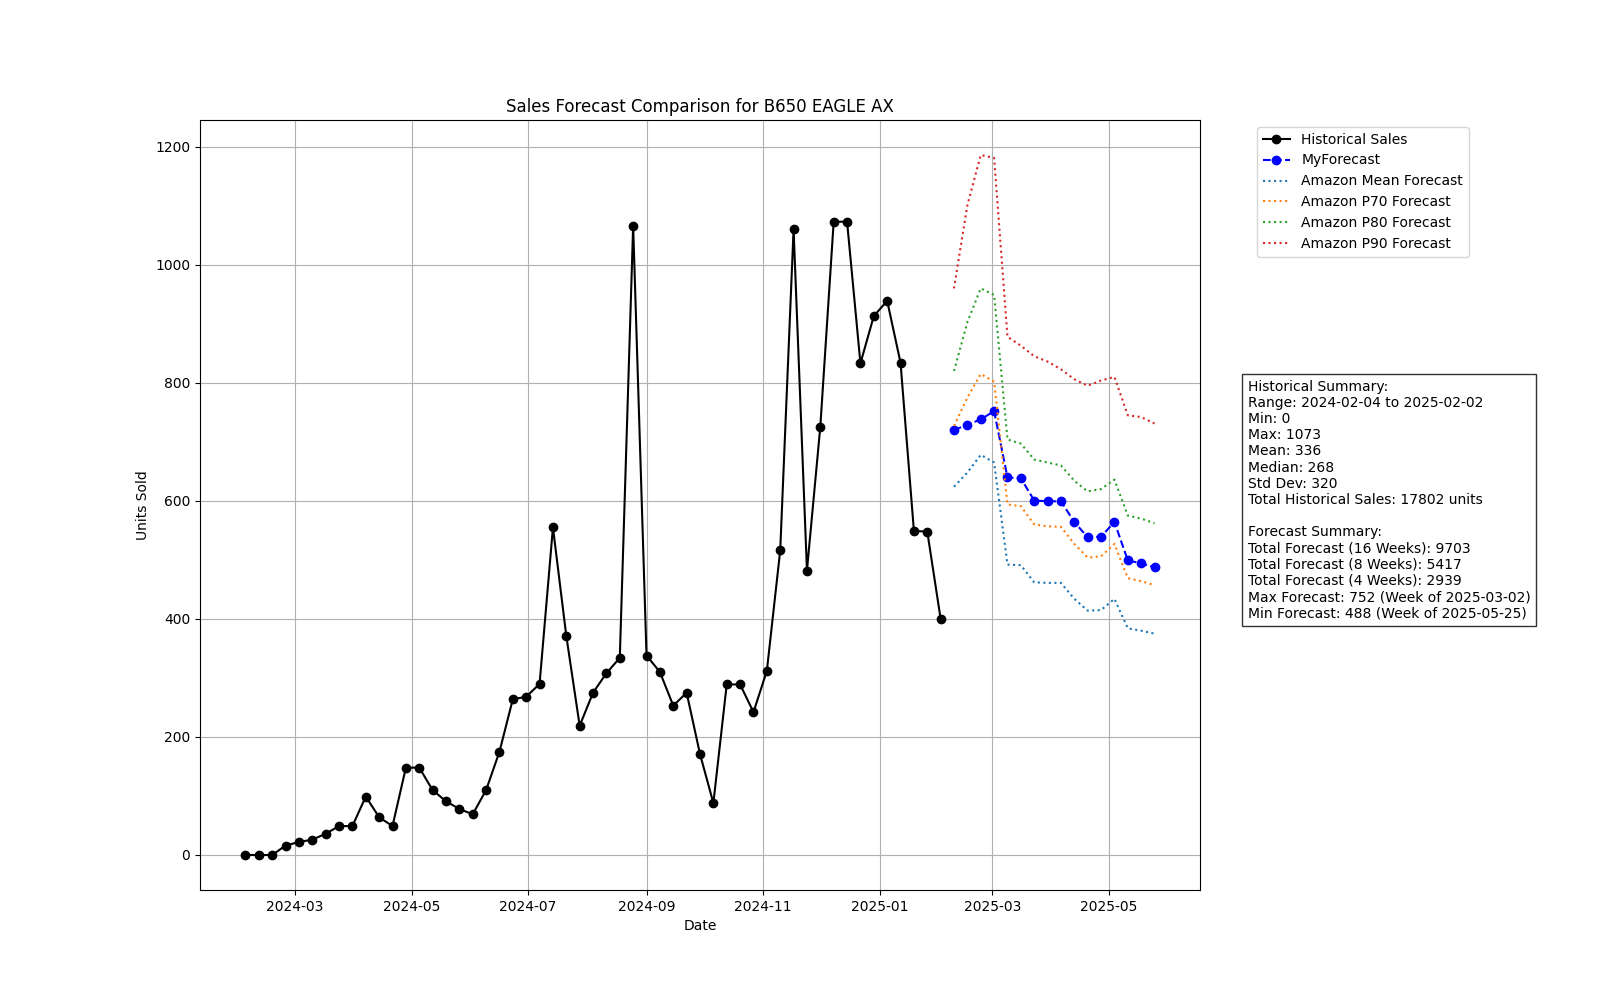 Sales Forecast Comparison for B650 EAGLE AX
Units Sold
1200
1000
800
600
400
200
0
2024-03
2024-05
2024-07
2024-09
2024-11
2025-01
2025-03
2025-05
Date
Historical Sales
MyForecast
Amazon Mean Forecast
Amazon P70 Forecast
Amazon P80 Forecast
Amazon P90 Forecast
Historical Summary:
Range: 2024-02-04 to 2025-02-02
Min: 0
Max: 1073
Mean: 336
Median: 268
Std Dev: 320
Total Historical Sales: 17802 units
Forecast Summary:
Total Forecast (16 Weeks): 9703
Total Forecast (8 Weeks): 5417
Total Forecast (4 Weeks): 2939
Max Forecast: 752 (Week of 2025-03-02)
Min Forecast: 488 (Week of 2025-05-25)